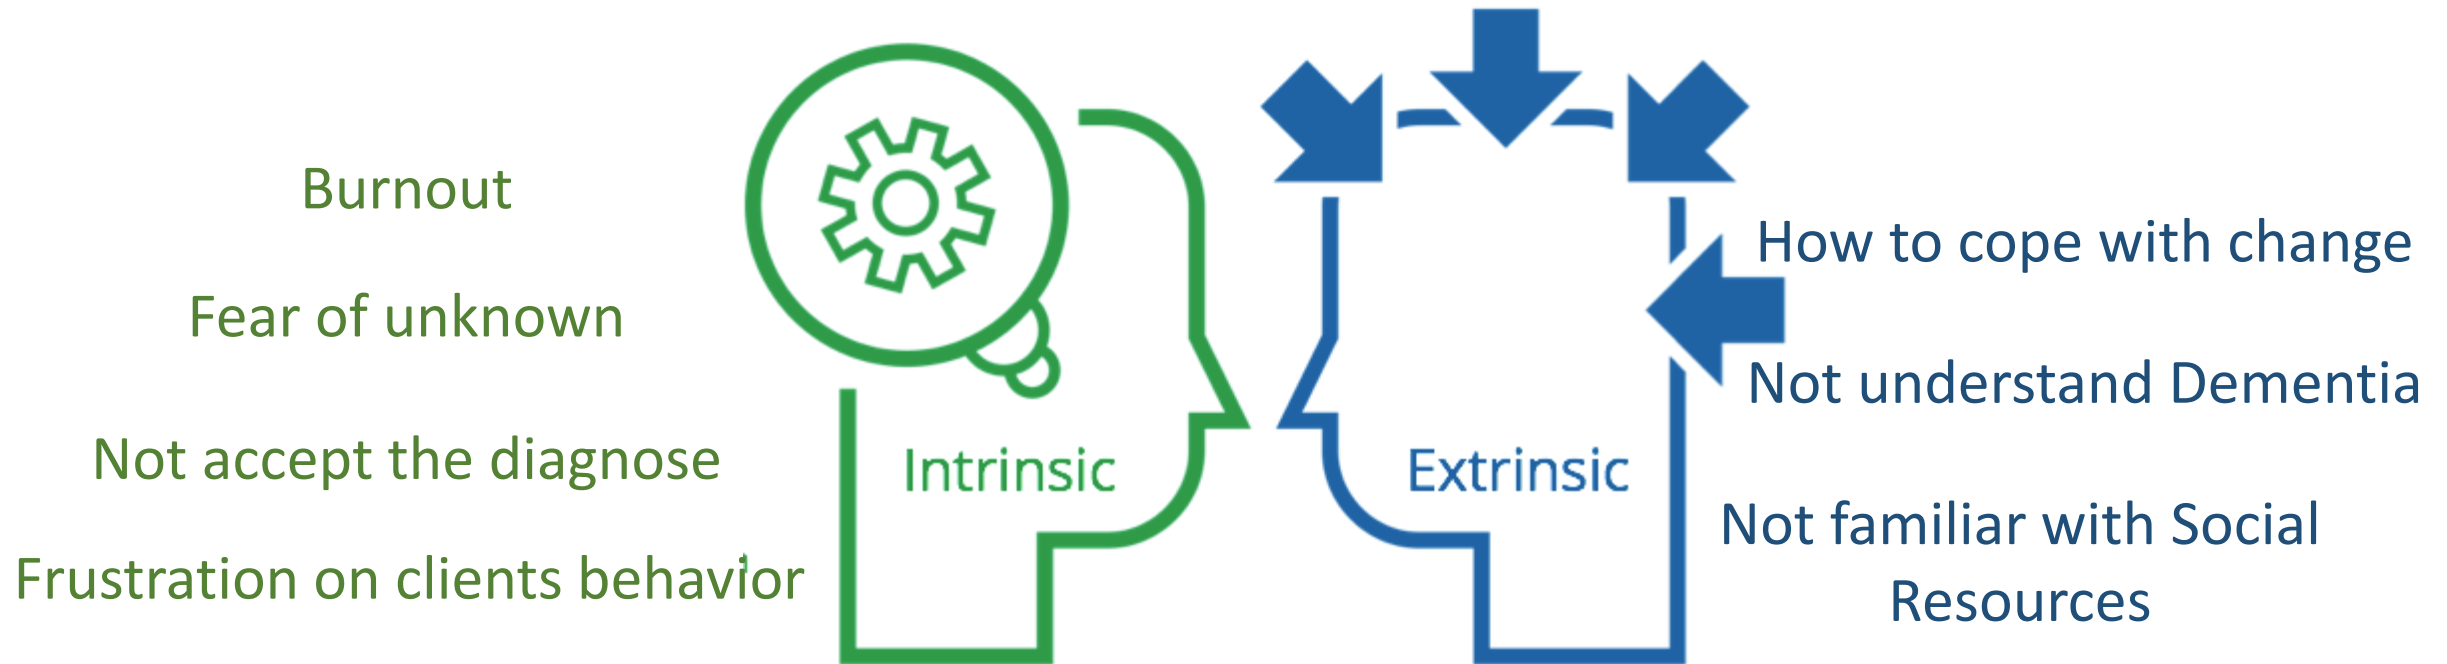 Burnout
Fear of unknown
Not accept the diagnose
Frustration on clients behavior
Intrinsic
Extrinsic
How to cope with change
Not understand Dementia
Not familiar with Social
Resources